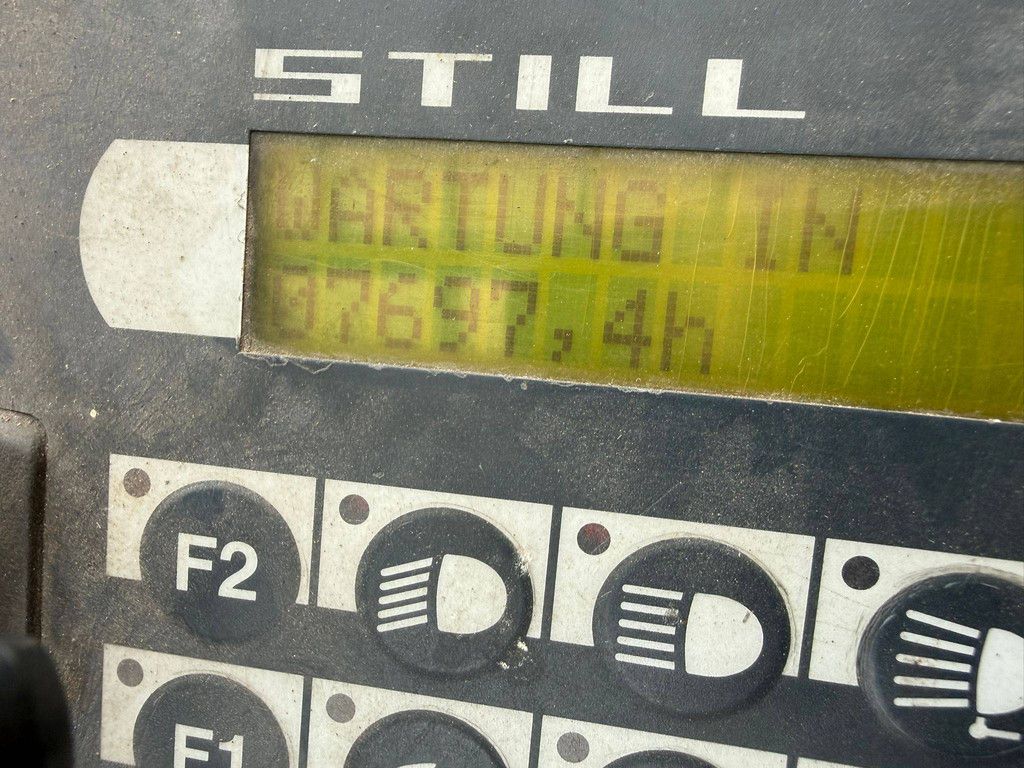 STILL
WARTUNG IN
07697,4h
F2
F1